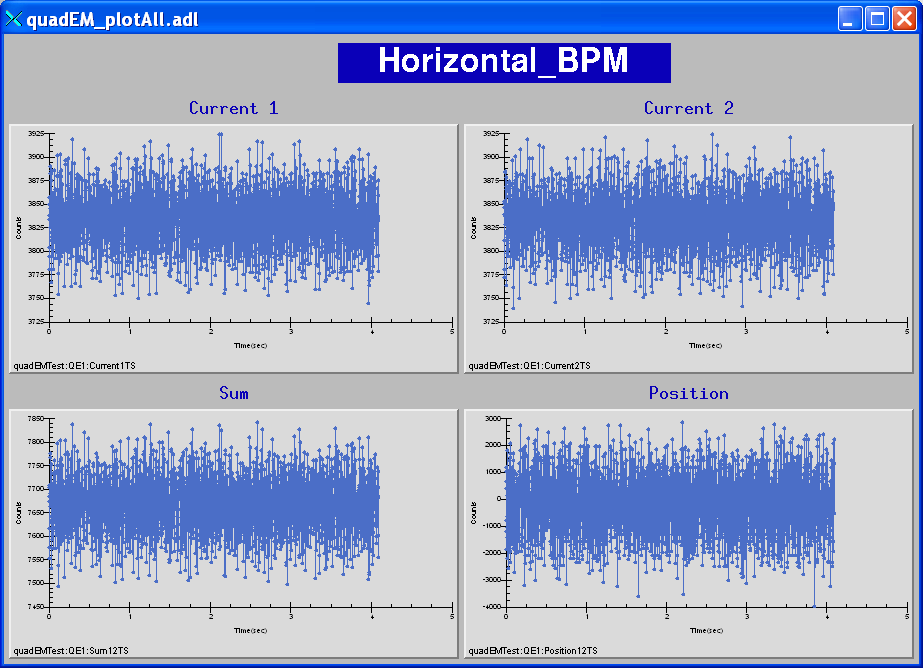 quadEM_plotAll.adl
Horizontal_BPM
Current 1
3925
3900
3875
3850
3825
3800
3775
3750
3725
Counts
0 1 2 3 4 5
Time(sec)
quadEMTest:QE1:Current1TS
Current 2
3925
3900
3875
3850
3825
3800
3775
3750
3725
Counts
0 1 2 3 4 5
Time(sec)
quadEMTest:QE1:Current2TS
Sum
7850
7800
7750
7700
7650
7600
7550
7500
7450
Counts
0 1 2 3 4 5
Time(sec)
quadEMTest:QE1:Sum12TS
Position
3000
2000
1000
0
-1000
-2000
-3000
-4000
Counts
0 1 2 3 4 5
Time(sec)
quadEMTest:QE1:Position12TS